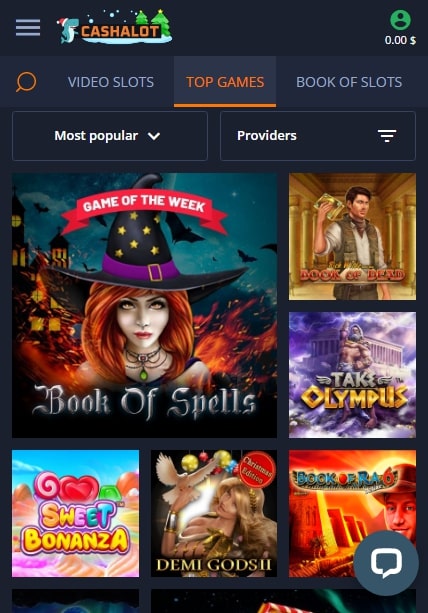 CASHALOT
0.00 $
VIDEO SLOTS
TOP GAMES
BOOK OF SLOTS
Most popular
Providers
GAME OF THE WEEK
Book Of Spells
BOOK OF DEAD
TAKE
OLYMPUS
SWEET
BONANZA
Christmas
Edition
DEMI GODS II
BOOK OF RA 6